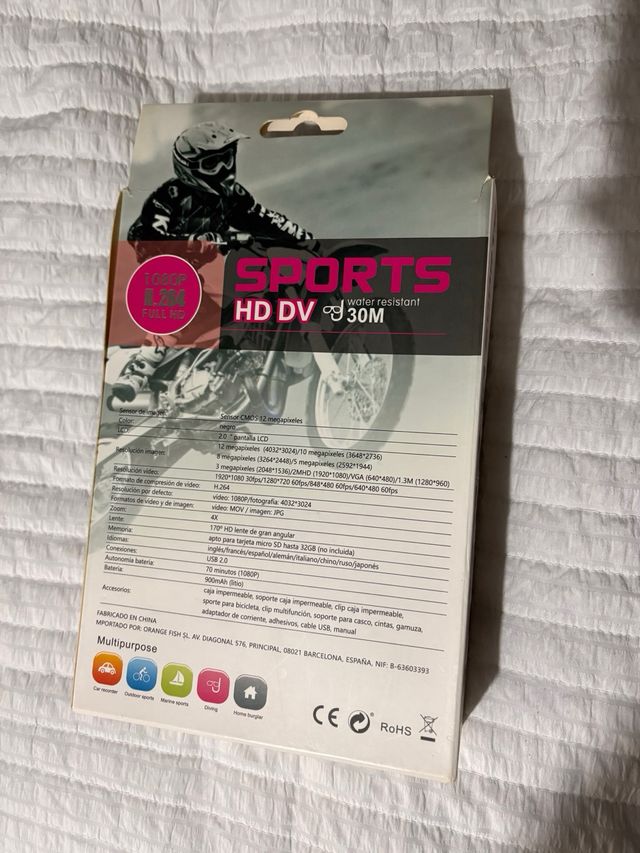 SPORTS
1080P
H.264
FULL HD
HD DV
water resistant
30M
Sensor de imagen: Sensor CMOS 12 megapixeles
Color: negro
LCD: 2.0 " pantalla LCD
Resolución imagen: 12 megapixeles (4032*3024)/10 megapixeles (3648*2736)
8 megapixeles (3264*2448)/5 megapixeles (2592*1944)
3 megapixeles (2048*1536)/2MHD (1920*1080)/VGA (640*480)/1.3M (1280*960)
Resolución vídeo: 1920*1080 30fps/1280*720 60fps/848*480 60fps/640*480 60fps
Formato de compresión de vídeo: H.264
Resolución por defecto: vídeo: 1080P/fotografía: 4032*3024
Formatos de vídeo y de imagen: vídeo: MOV / imagen: JPG
Zoom: 4X
Lente: 170º HD lente de gran angular
Memoria: apto para tarjeta micro SD hasta 32GB (no incluida)
Idiomas: inglés/francés/español/alemán/italiano/chino/ruso/japonés
Conexiones: USB 2.0
Autonomía batería: 70 minutos (1080P)
Batería: 900mAh (litio)
Accesorios: caja impermeable, soporte caja impermeable, clip caja impermeable,
soporte para bicicleta, clip multifunción, soporte para casco, cintas, gamuza,
adaptador de corriente, adhesivos, cable USB, manual
FABRICADO EN CHINA
MPORTADO POR: ORANGE FISH SL. AV. DIAGONAL 576, PRINCIPAL. 08021 BARCELONA, ESPAÑA, NIF: B-63603393
Multipurpose
Car recorder
Outdoor sports
Marine sports
Diving
Home burglar
CE
RoHS